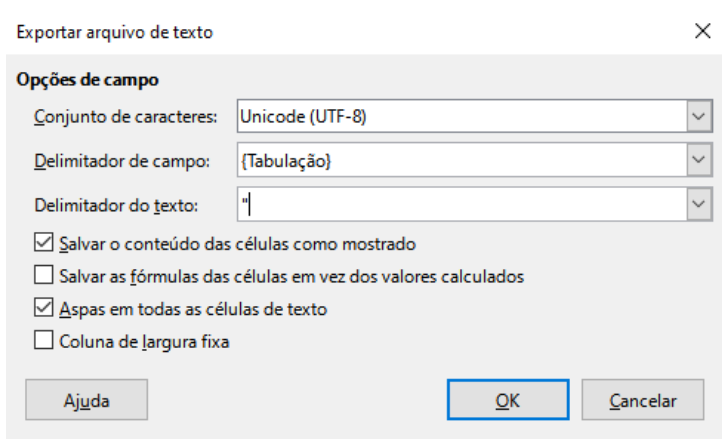 Exportar arquivo de texto
Opções de campo
Conjunto de caracteres: Unicode (UTF-8)
Delimitador de campo: {Tabulação}
Delimitador do texto: "
Salvar o conteúdo das células como mostrado
Salvar as fórmulas das células em vez dos valores calculados
Aspas em todas as células de texto
Coluna de largura fixa
Ajuda OK Cancelar